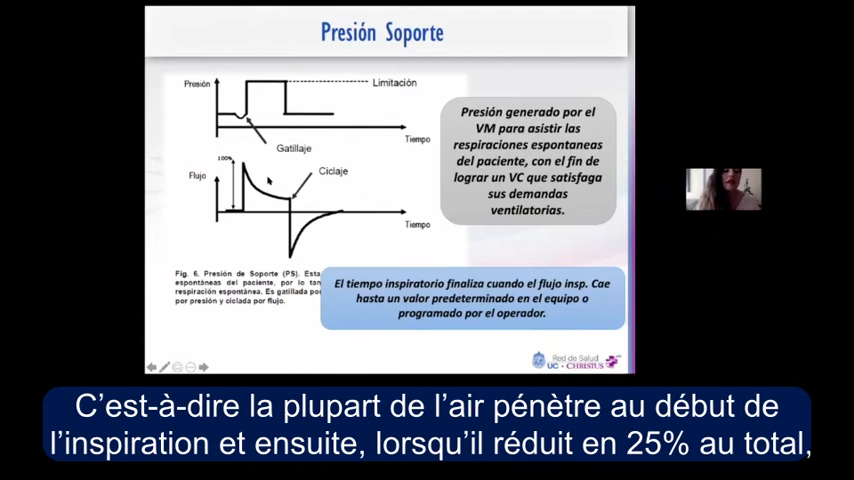 Presión Soporte
Presión
Limitación
Tiempo
Gatillaje
100%
Flujo
Ciclaje
Tiempo
Fig. 6. Presión de Soporte (PS). Esta
espontáneas del paciente, por lo tan
respiración espontánea. Es gatillada po
por presión y ciclada por flujo.
Presión generado por el
VM para asistir las
respiraciones espontaneas
del paciente, con el fin de
lograr un VC que satisfaga
sus demandas
ventilatorias.
El tiempo inspiratorio finaliza cuando el flujo insp. Cae
hasta un valor predeterminado en el equipo o
programado por el operador.
Red de Salud
UC · CHRISTUS
C’est-à-dire la plupart de l’air pénètre au début de
l’inspiration et ensuite, lorsqu’il réduit en 25% au total,